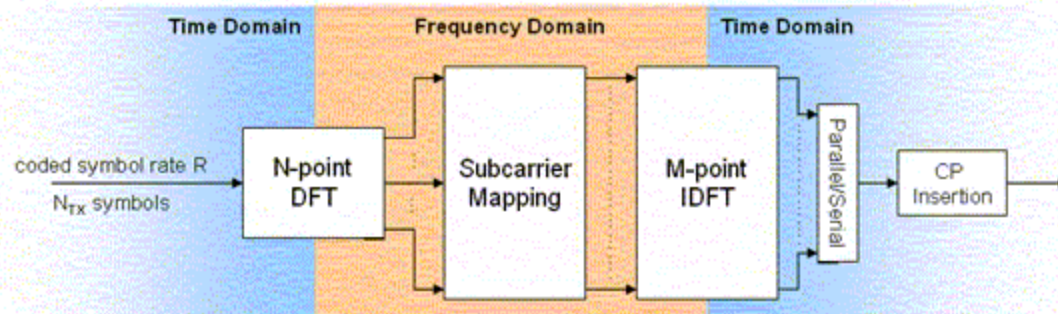 Time Domain
Frequency Domain
Time Domain
coded symbol rate R
N_TX symbols
N-point
DFT
Subcarrier
Mapping
M-point
IDFT
Parallel/Serial
CP
Insertion